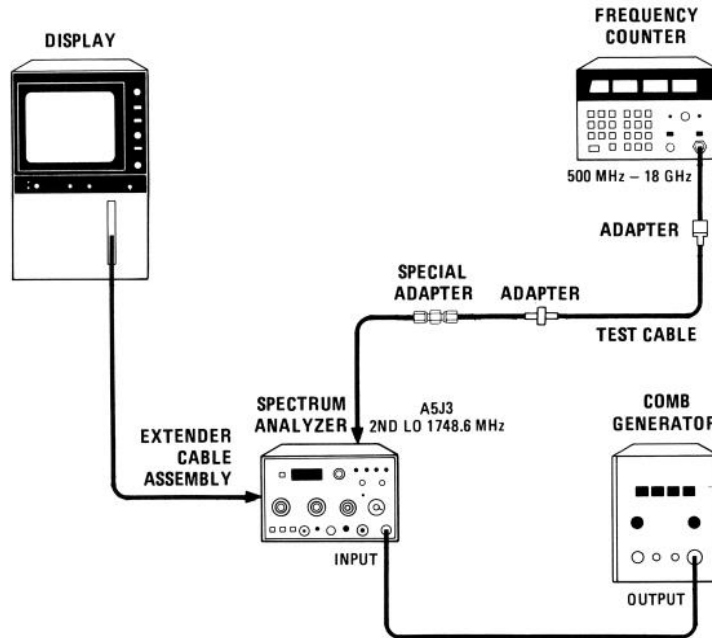 DISPLAY
FREQUENCY
COUNTER
500 MHz – 18 GHz
ADAPTER
SPECIAL
ADAPTER
ADAPTER
TEST CABLE
SPECTRUM
ANALYZER
A5J3
2ND LO 1748.6 MHz
COMB
GENERATOR
EXTENDER
CABLE
ASSEMBLY
INPUT
OUTPUT